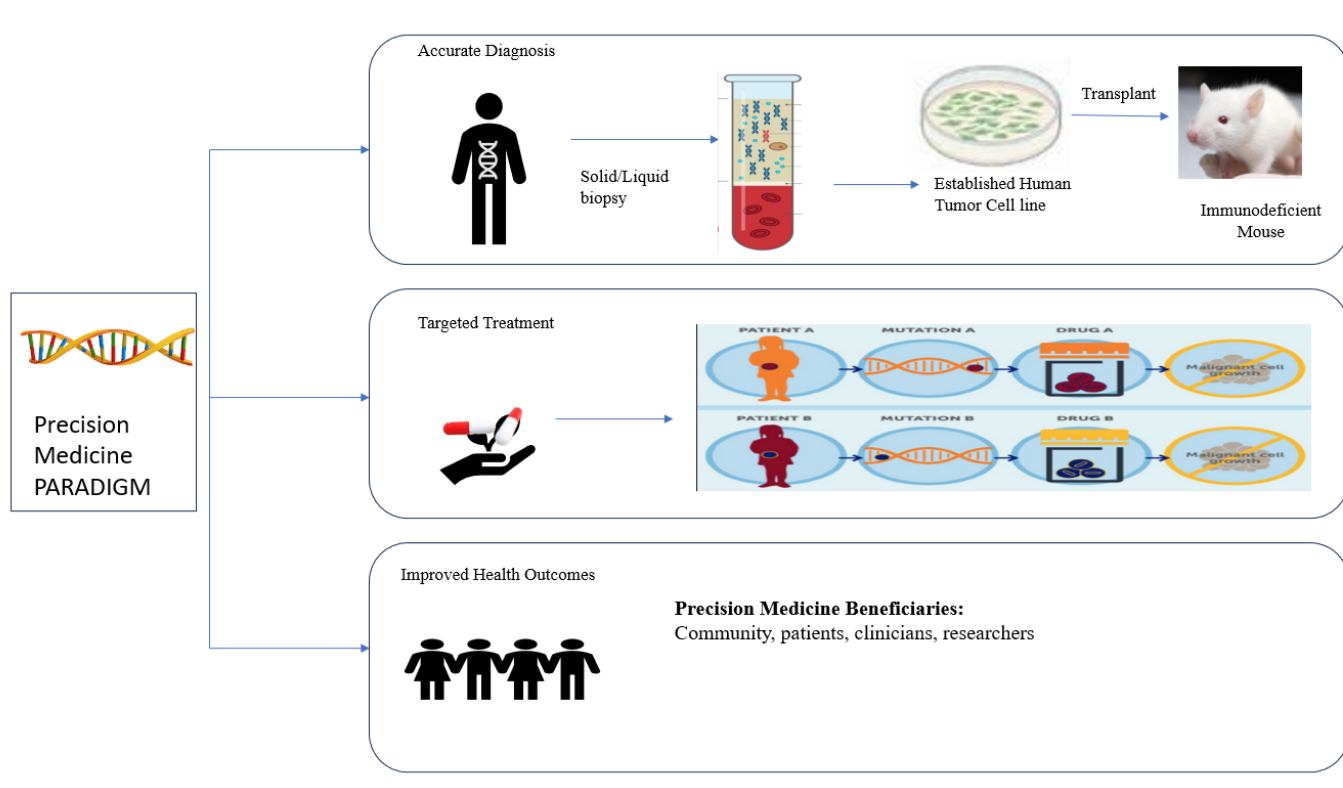 Accurate Diagnosis
Solid/Liquid
biopsy
Established Human
Tumor Cell line
Transplant
Immunodeficient
Mouse
Precision
Medicine
PARADIGM
Targeted Treatment
PATIENT A
MUTATION A
DRUG A
Malignant cell
growth
PATIENT B
MUTATION B
DRUG B
Malignant cell
growth
Improved Health Outcomes
Precision Medicine Beneficiaries:
Community, patients, clinicians, researchers